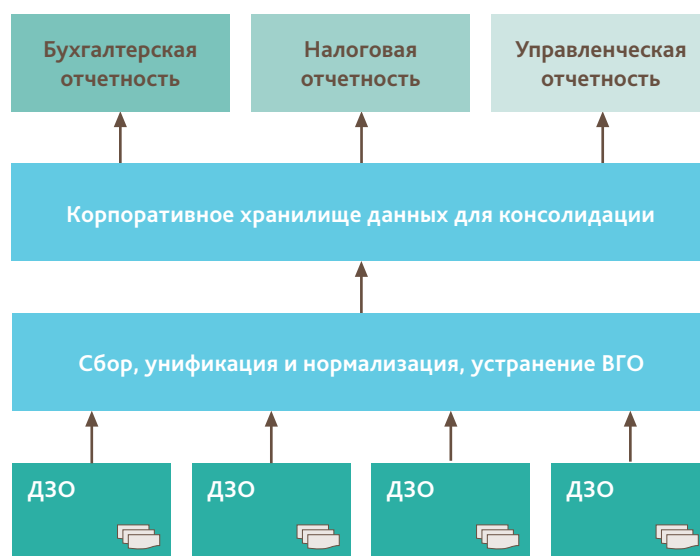 Бухгалтерская
отчетность
Налоговая
отчетность
Управленческая
отчетность
Корпоративное хранилище данных для консолидации
Сбор, унификация и нормализация, устранение ВГО
ДЗО
ДЗО
ДЗО
ДЗО